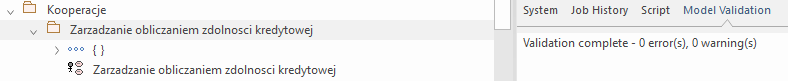 Kooperacje
Zarzadzanie obliczaniem zdolnosci kredytowej
{ }
Zarzadzanie obliczaniem zdolnosci kredytowej
System Job History Script Model Validation
Validation complete - 0 error(s), 0 warning(s)